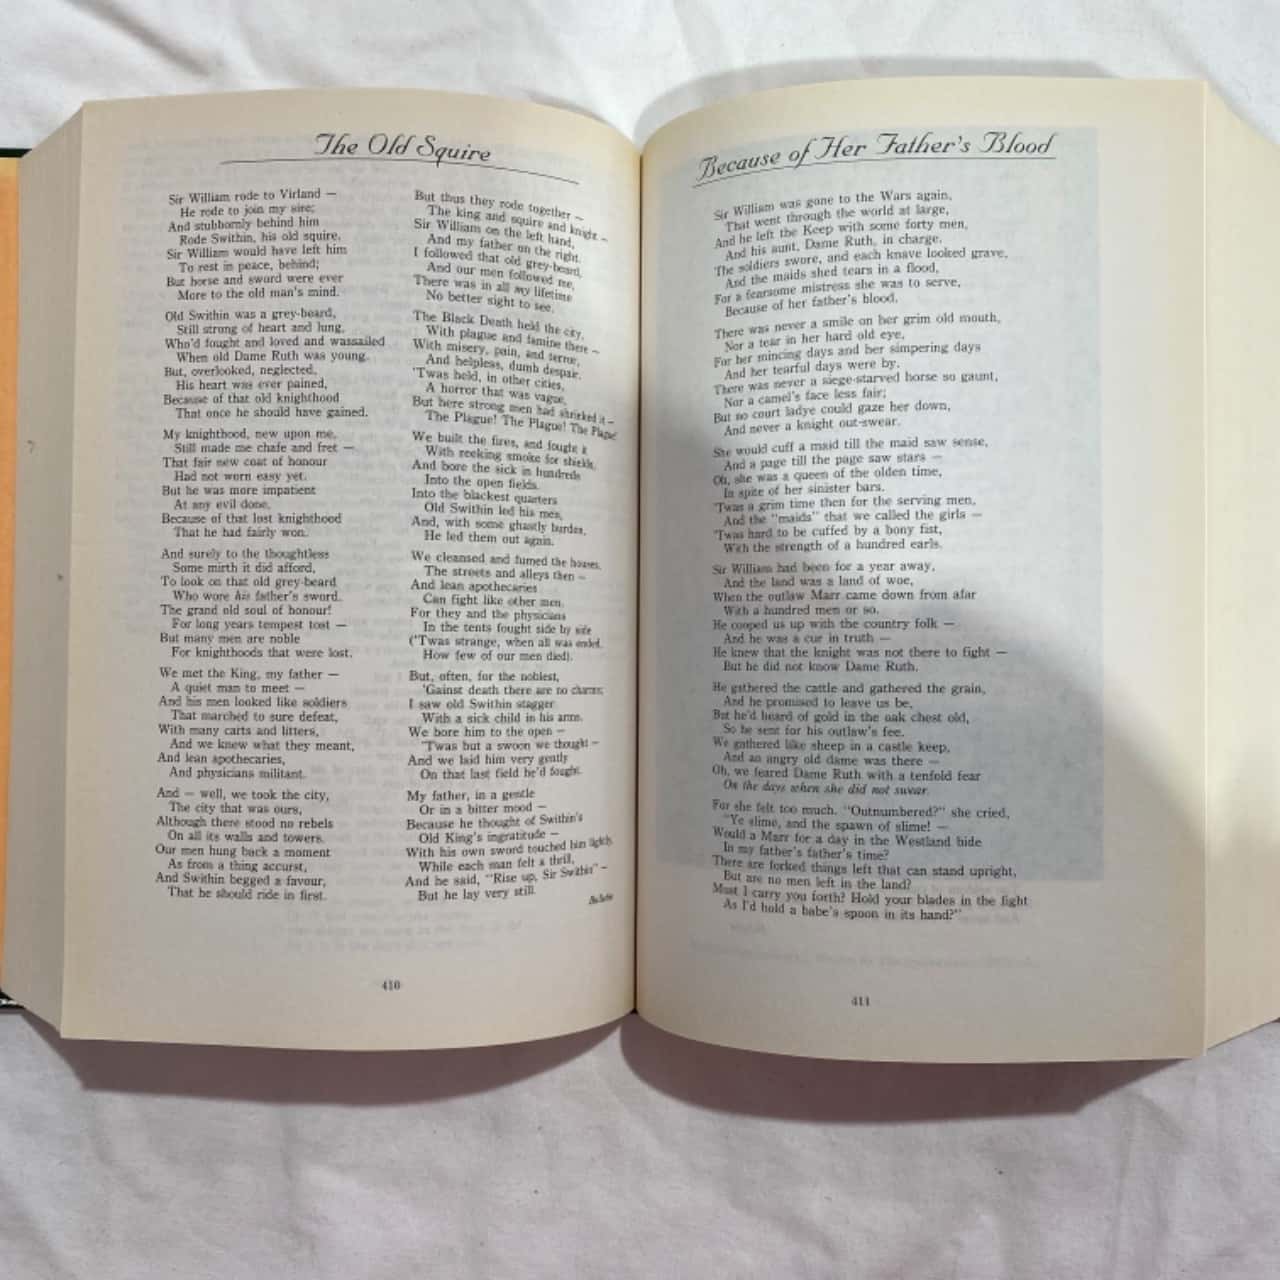 The Old Squire
Sir William rode to Virland —
He rode to join my sire;
And stubbornly behind him
Rode Swithin, his old squire.
Sir William would have left him
To rest in peace, behind;
But horse and sword were ever
More to the old man's mind.
Old Swithin was a grey-beard,
Still strong of heart and lung,
Who'd fought and loved and wassailed
When old Dame Ruth was young.
But, overlooked, neglected,
His heart was ever pained,
Because of that old knighthood
That once he should have gained.
My knighthood, new upon me,
Still made me chafe and fret —
That fair new coat of honour
Had not worn easy yet.
But he was more impatient
At any evil done,
Because of that lost knighthood
That he had fairly won.
And surely to the thoughtless
Some mirth it did afford,
To look on that old grey-beard
Who wore his father's sword.
The grand old soul of honour!
For long years tempest tost —
But many men are noble
For knighthoods that were lost.
We met the King, my father —
A quiet man to meet —
And his men looked like soldiers
That marched to sure defeat,
With many carts and litters,
And we knew what they meant,
And lean apothecaries,
And physicians militant.
And — well, we took the city,
The city that was ours,
Although there stood no rebels
On all its walls and towers.
Our men hung back a moment
As from a thing accurst,
And Swithin begged a favour,
That he should ride in first.
But thus they rode together —
The king and squire and knight —
Sir William on the left hand,
And my father on the right.
I followed that old grey-beard,
And our men followed me,
There was in all my lifetime
No better sight to see.
The Black Death held the city,
With plague and famine there —
With misery, pain, and terror,
And helpless, dumb despair.
'Twas held, in other cities,
A horror that was vague,
But here strong men had shrieked it —
The Plague! The Plague! The Plague!
We built the fires, and fought it
With reeking smoke for shields,
And bore the sick in hundreds
Into the open fields.
Into the blackest quarters
Old Swithin led his men,
And, with some ghastly burden,
He led them out again.
We cleansed and fumed the houses,
The streets and alleys then —
And lean apothecaries
Can fight like other men.
For they and the physicians
In the tents fought side by side
('Twas strange, when all was ended,
How few of our men died).
But, often, for the noblest,
'Gainst death there are no charms;
I saw old Swithin stagger
With a sick child in his arms.
We bore him to the open —
'Twas but a swoon we thought —
And we laid him very gently
On that last field he'd fought.
My father, in a gentle
Or in a bitter mood —
Because he thought of Swithin's
Old King's ingratitude —
With his own sword touched him lightly,
While each man felt a thrill,
And he said, "Rise up, Sir Swithin" —
But he lay very still.
410
Because of Her Father's Blood
Sir William was gone to the Wars again,
That went through the world at large,
And he left the Keep with some forty men,
And his aunt, Dame Ruth, in charge.
The soldiers swore, and each knave looked grave,
And the maids shed tears in a flood,
For a fearsome mistress she was to serve,
Because of her father's blood.
There was never a smile on her grim old mouth,
Nor a tear in her hard old eye,
For her mincing days and her simpering days
And her tearful days were by.
There was never a siege-starved horse so gaunt,
Nor a camel's face less fair;
But no court ladye could gaze her down,
And never a knight out-swear.
She would cuff a maid till the maid saw sense,
And a page till the page saw stars —
Oh, she was a queen of the olden time,
In spite of her sinister bars.
'Twas a grim time then for the serving men,
And the "maids" that we called the girls —
'Twas hard to be cuffed by a bony fist,
With the strength of a hundred earls.
Sir William had been for a year away,
And the land was a land of woe,
When the outlaw Marr came down from afar
With a hundred men or so.
He cooped us up with the country folk —
And he was a cur in truth —
He knew that the knight was not there to fight —
But he did not know Dame Ruth.
He gathered the cattle and gathered the grain,
And he promised to leave us be,
But he'd heard of gold in the oak chest old,
So he sent for his outlaw's fee.
We gathered like sheep in a castle keep,
And an angry old dame was there —
Oh, we feared Dame Ruth with a tenfold fear
On the days when she did not swear.
For she felt too much. "Outnumbered?" she cried,
"Ye slime, and the spawn of slime! —
Would a Marr for a day in the Westland bide
In my father's father's time?
There are forked things left that can stand upright,
But are no men left in the land?
Must I carry you forth? Hold your blades in the fight
As I'd hold a babe's spoon in its hand?"
411